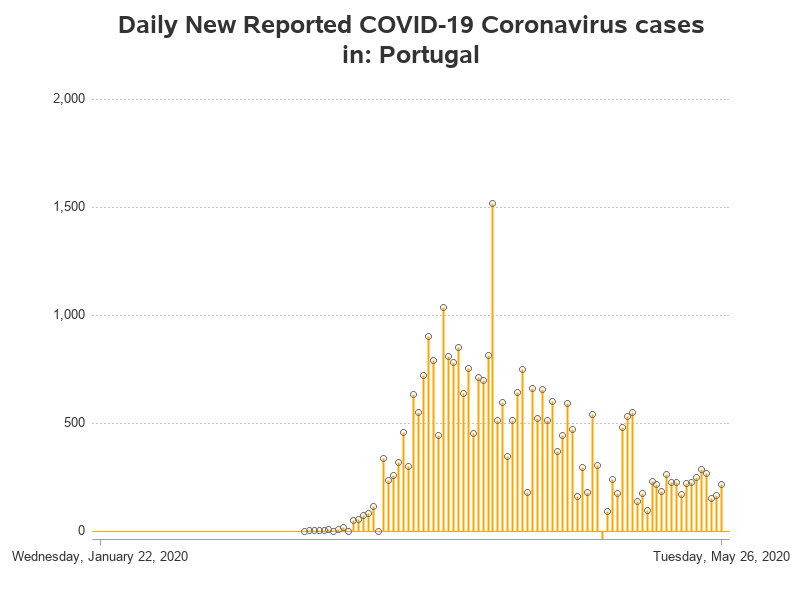 Daily New Reported COVID-19 Coronavirus cases
in: Portugal
2,000
1,500
1,000
500
0
Wednesday, January 22, 2020
Tuesday, May 26, 2020